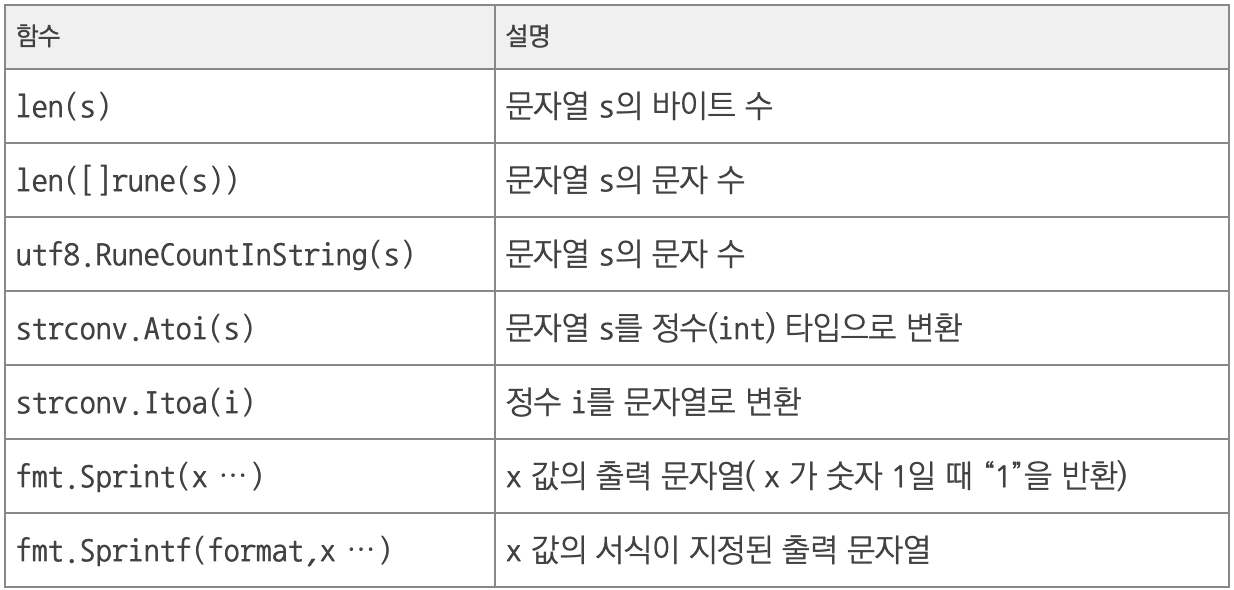 함수 설명
len(s) 문자열 s의 바이트 수
len([]rune(s)) 문자열 s의 문자 수
utf8.RuneCountInString(s) 문자열 s의 문자 수
strconv.Atoi(s) 문자열 s를 정수(int) 타입으로 변환
strconv.Itoa(i) 정수 i를 문자열로 변환
fmt.Sprint(x …) x 값의 출력 문자열( x 가 숫자 1일 때 “1”을 반환)
fmt.Sprintf(format,x …) x 값의 서식이 지정된 출력 문자열